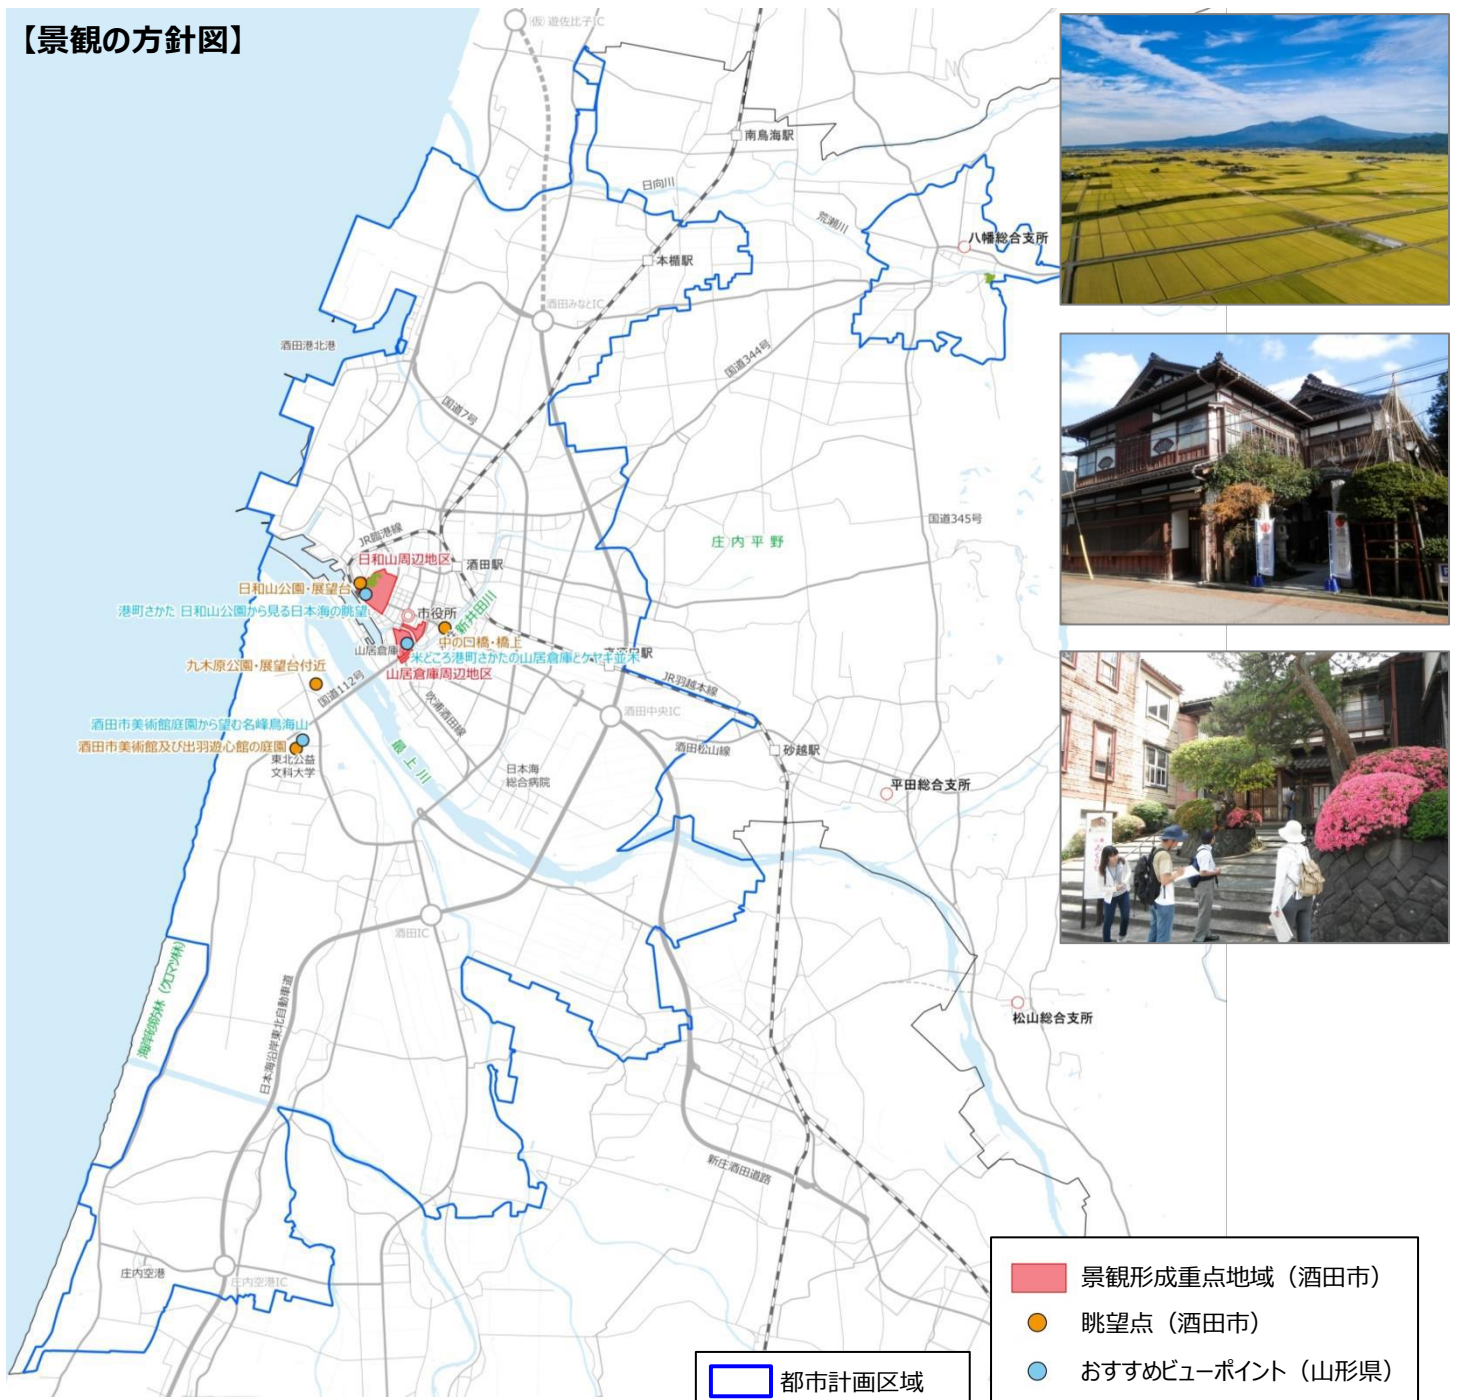 【景観の方針図】
(仮)遊佐比子IC
南鳥海駅
日向川
荒瀬川
八幡総合支所
本楯駅
酒田みなとIC
酒田港北港
国道344号
国道7号
国道345号
庄内平野
JR臨港線
日和山周辺地区
酒田駅
日和山公園・展望台
港町さかた 日和山公園から見る日本海の眺望
市役所
新井田川
中の口橋・橋上
山居倉庫
米どころ港町さかたの山居倉庫とケヤキ並木
駅
山居倉庫周辺地区
九木原公園・展望台付近
国道112号
JR羽越本線
吹浦酒田線
酒田中央IC
酒田市美術館庭園から望む名峰鳥海山
酒田市美術館及び出羽遊心館の庭園
東北公益
文科大学
最上川
日本海
総合病院
酒田松山線
砂越駅
平田総合支所
酒田IC
海岸砂防林(クロマツ林)
日本海沿岸東北自動車道
松山総合支所
新庄酒田道路
庄内空港
庄内空港IC
景観形成重点地域(酒田市)
眺望点(酒田市)
おすすめビューポイント(山形県)
都市計画区域